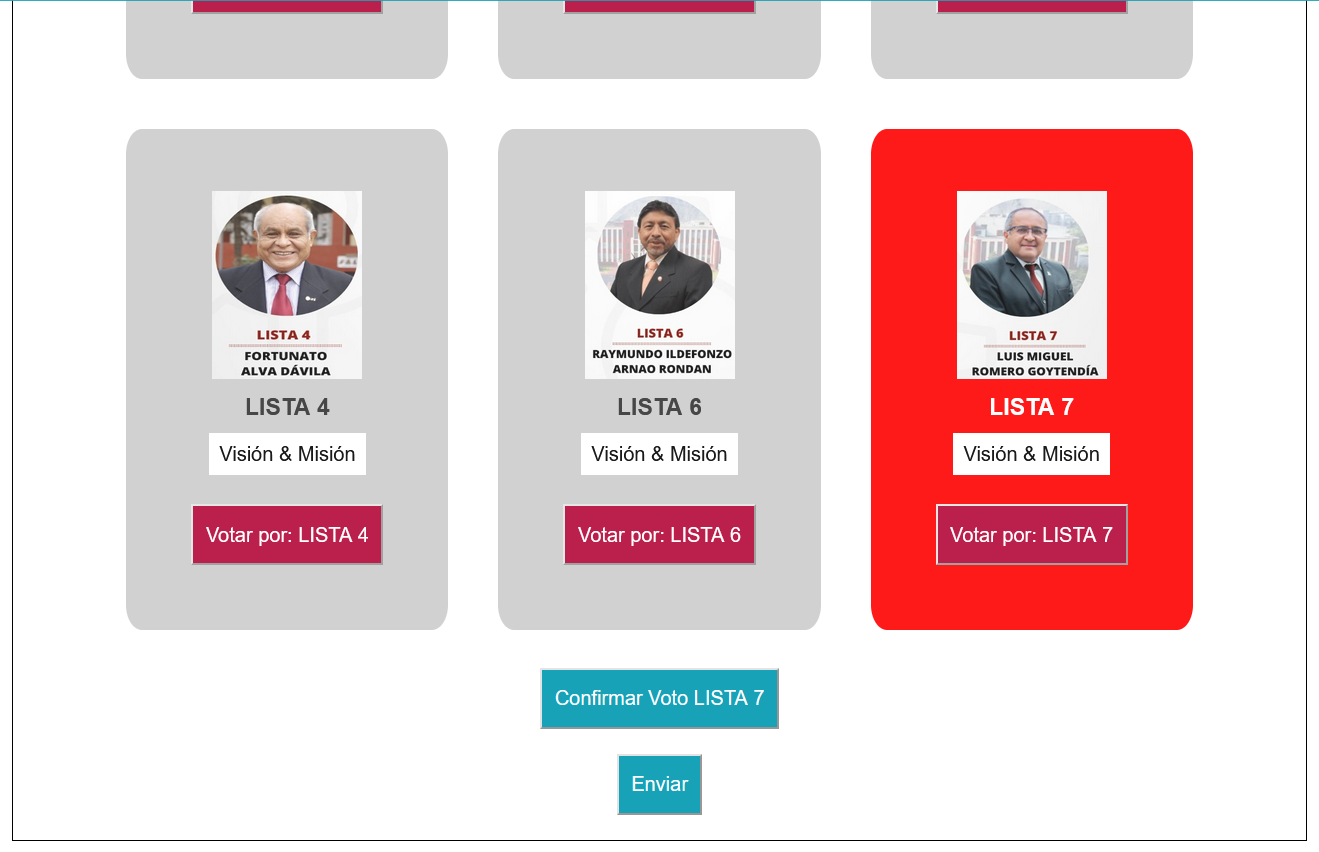 LISTA 4
FORTUNATO
ALVA DÁVILA
LISTA 4
Visión & Misión
Votar por: LISTA 4
LISTA 6
RAYMUNDO ILDEFONZO
ARNAO RONDAN
LISTA 6
Visión & Misión
Votar por: LISTA 6
LISTA 7
LUIS MIGUEL
ROMERO GOYTENDÍA
LISTA 7
Visión & Misión
Votar por: LISTA 7
Confirmar Voto LISTA 7
Enviar